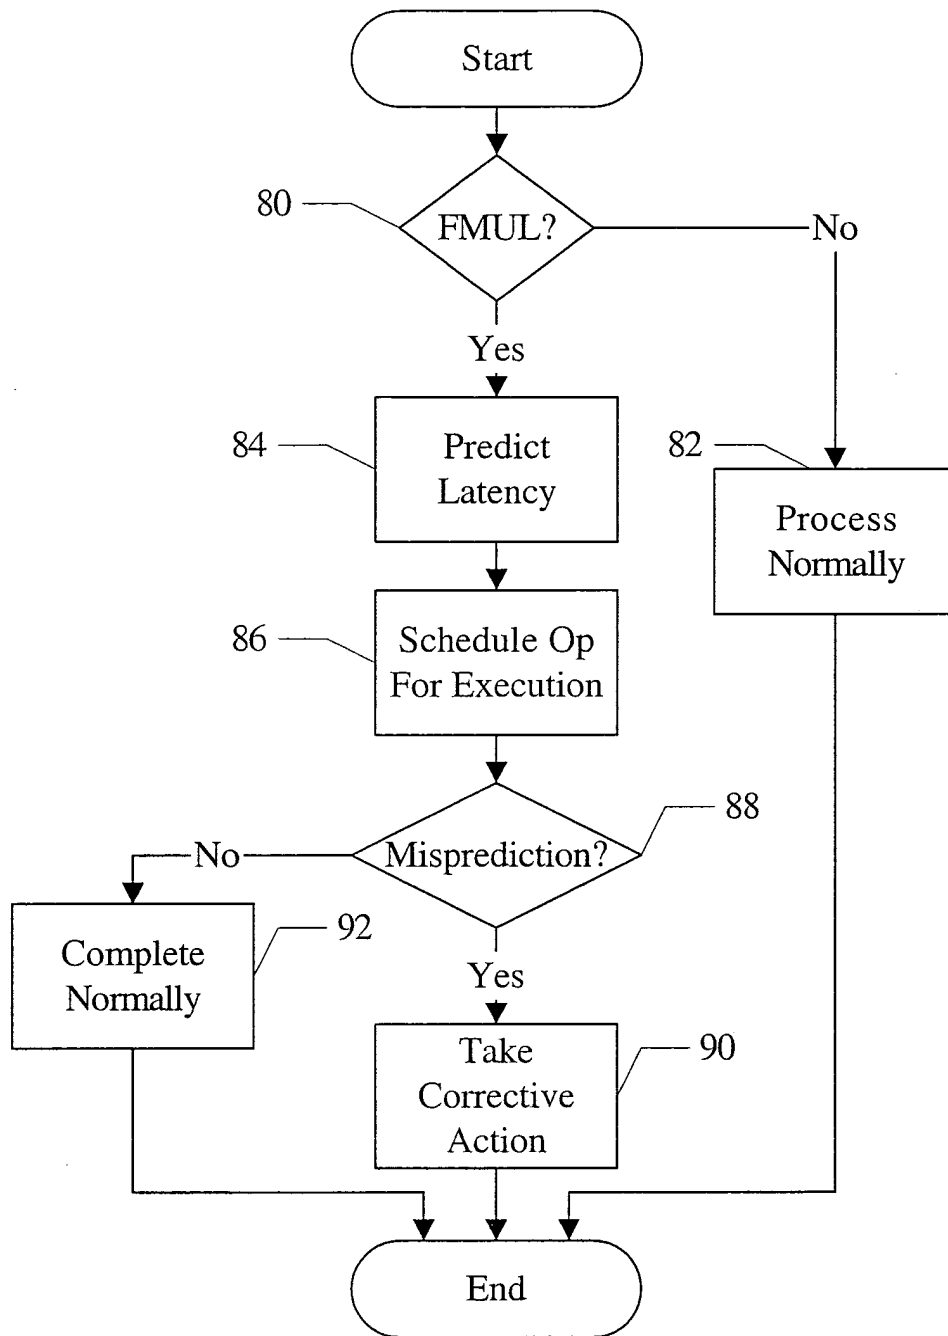 Start
80
FMUL?
No
Yes
84
Predict
Latency
82
Process
Normally
86
Schedule Op
For Execution
88
Misprediction?
No
92
Complete
Normally
Yes
90
Take
Corrective
Action
End